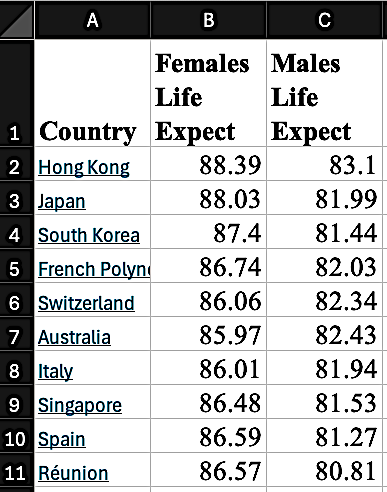 A B C
Females Males
Life Life
1 Country Expect Expect
2 Hong Kong 88.39 83.1
3 Japan 88.03 81.99
4 South Korea 87.4 81.44
5 French Polyn 86.74 82.03
6 Switzerland 86.06 82.34
7 Australia 85.97 82.43
8 Italy 86.01 81.94
9 Singapore 86.48 81.53
10 Spain 86.59 81.27
11 Réunion 86.57 80.81